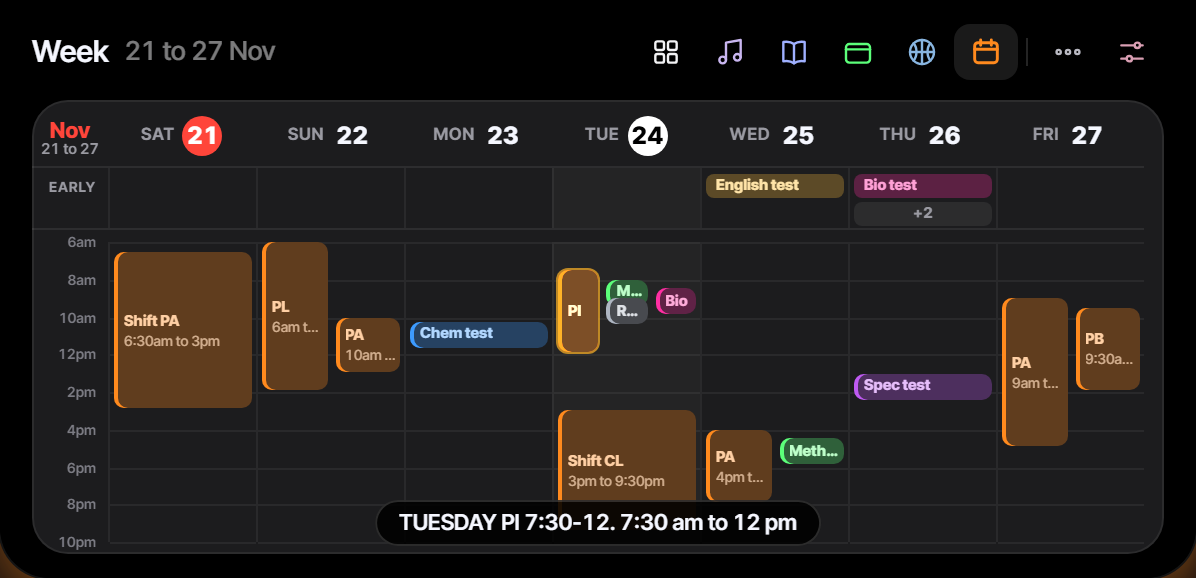 Week 21 to 27 Nov
Nov
21 to 27
SAT 21
SUN 22
MON 23
TUE 24
WED 25
THU 26
FRI 27
EARLY
English test
Bio test
+2
6am
8am
10am
12pm
2pm
4pm
6pm
8pm
10pm
Shift PA
6:30am to 3pm
PL
6am t...
PA
10am ...
Chem test
PI
M...
R...
Bio
Shift CL
3pm to 9:30pm
PA
4pm t...
Meth...
Spec test
PA
9am t...
PB
9:30a...
TUESDAY PI 7:30-12. 7:30 am to 12 pm